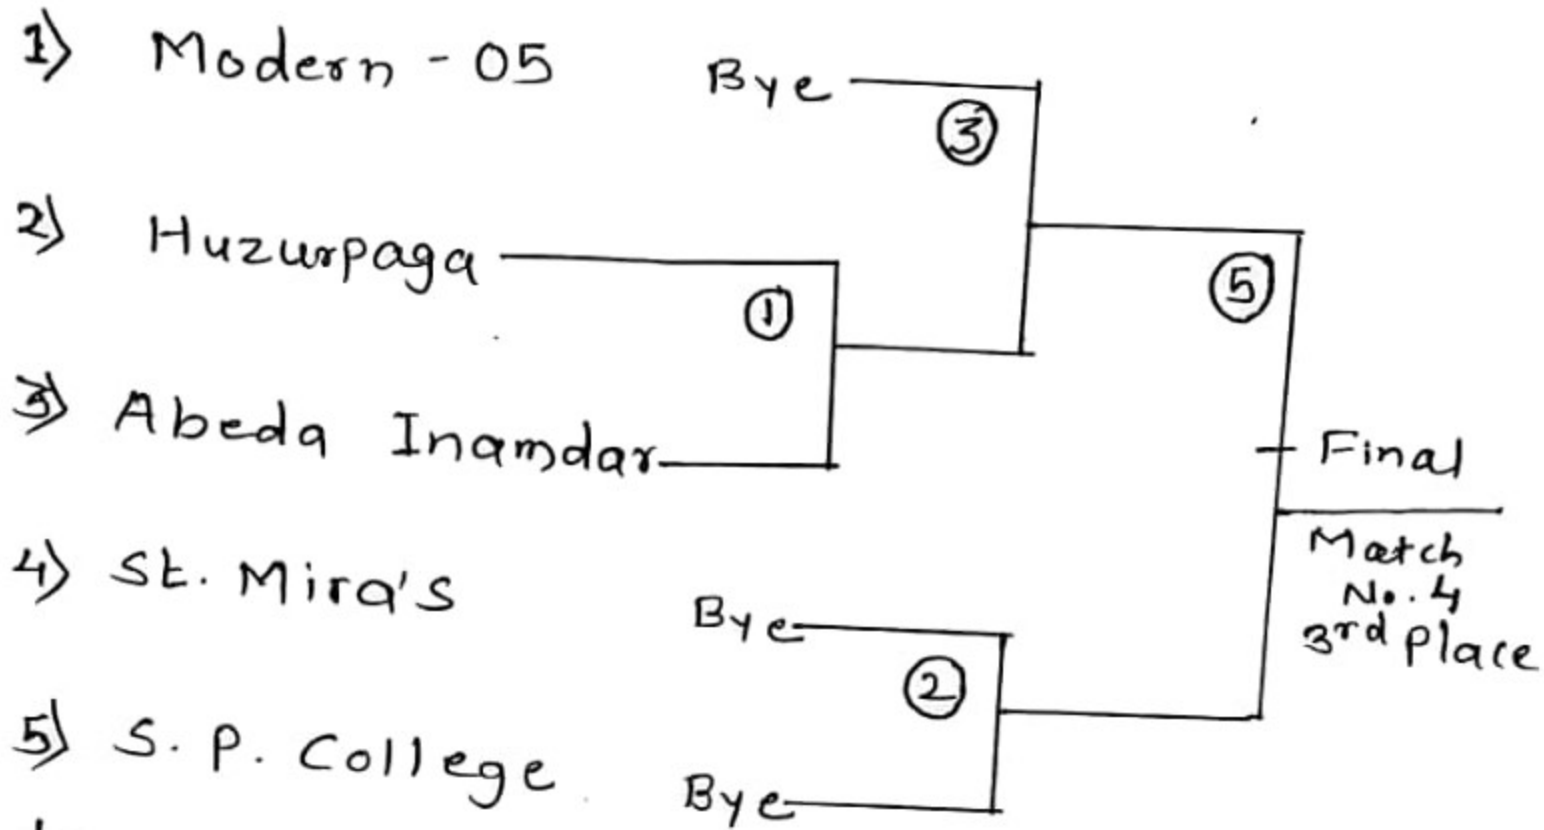 1) Modern - 05 Bye
③
2) Huzurpaga
①
⑤
3) Abeda Inamdar
Final
Match
No. 4
3rd Place
4) St. Mira's Bye
②
5) S. P. College Bye